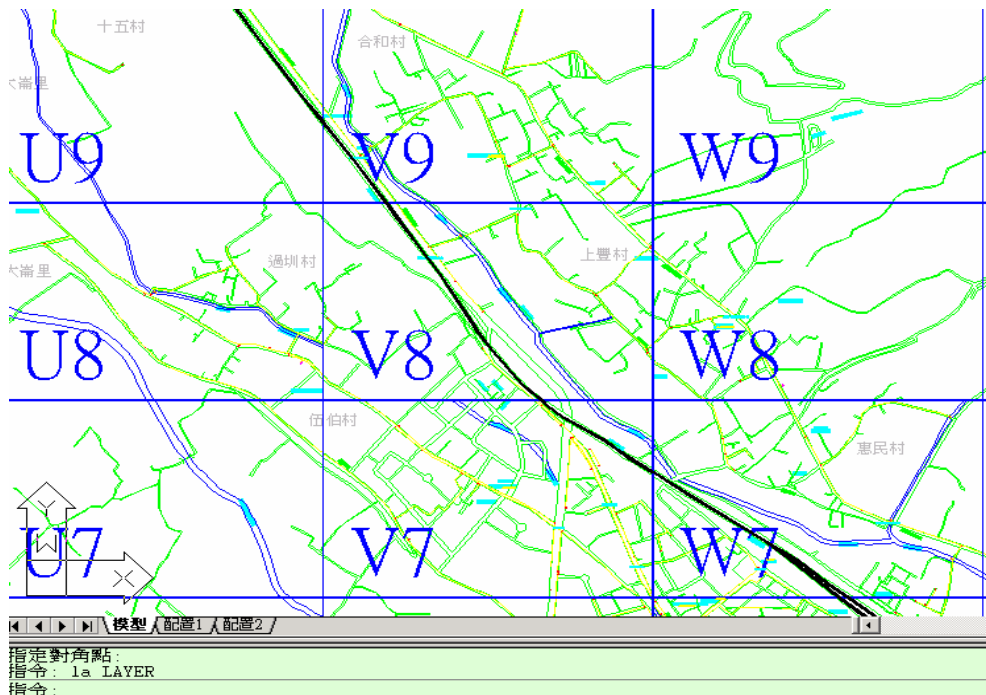 十五村
合和村
大崙里
U9
V9
W9
大崙里
過圳村
上豐村
U8
V8
W8
伍伯村
惠民村
U7
V7
W7
Y
W
X
模型 配置1 配置2
指定對角點:
指令: la LAYER
指令: